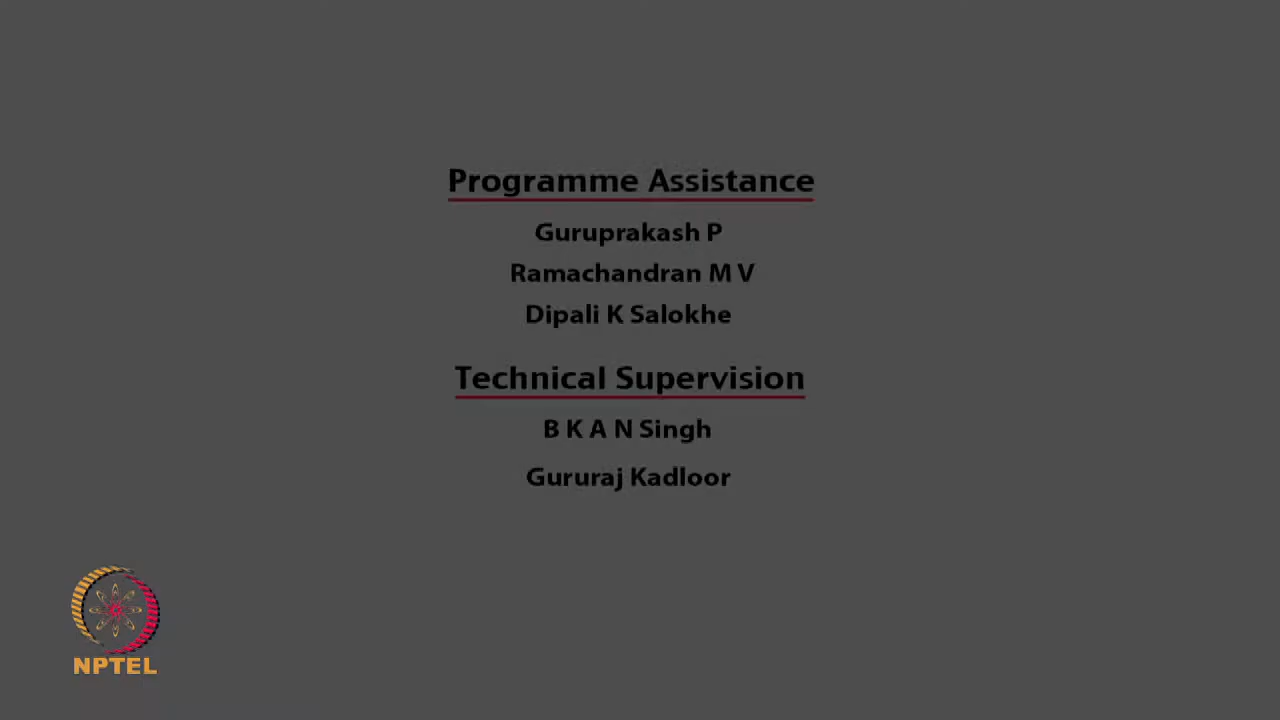 Programme Assistance
Guruprakash P
Ramachandran M V
Dipali K Salokhe
Technical Supervision
B K A N Singh
Gururaj Kadloor
NPTEL